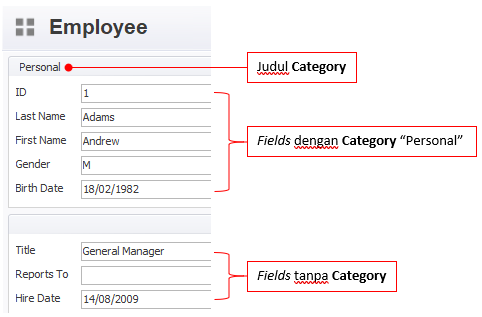 Employee
Personal
Judul Category
ID 1
Last Name Adams
First Name Andrew
Fields dengan Category “Personal”
Gender M
Birth Date 18/02/1982
Title General Manager
Reports To
Fields tanpa Category
Hire Date 14/08/2009